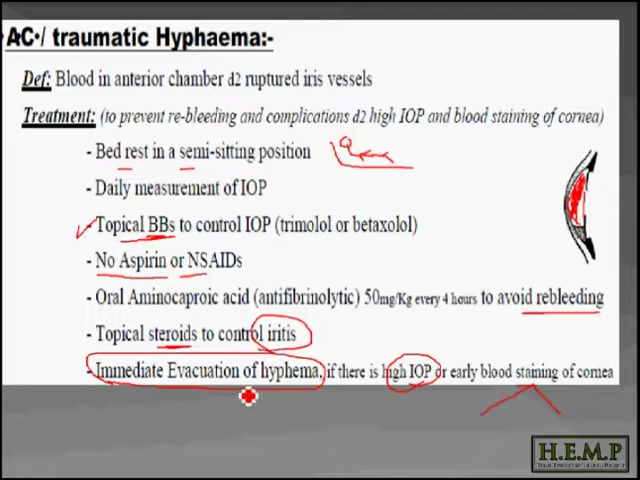 • AC•/ traumatic Hyphaema:-
Def: Blood in anterior chamber d2 ruptured iris vessels
Treatment: (to prevent re-bleeding and complications d2 high IOP and blood staining of cornea)
- Bed rest in a semi-sitting position
- Daily measurement of IOP
- Topical BBs to control IOP (trimolol or betaxolol)
- No Aspirin or NSAIDs
- Oral Aminocaproic acid (antifibrinolytic) 50mg/Kg every 4 hours to avoid rebleeding
- Topical steroids to control iritis
- Immediate Evacuation of hyphema, if there is high IOP or early blood staining of cornea
H.E.M.P